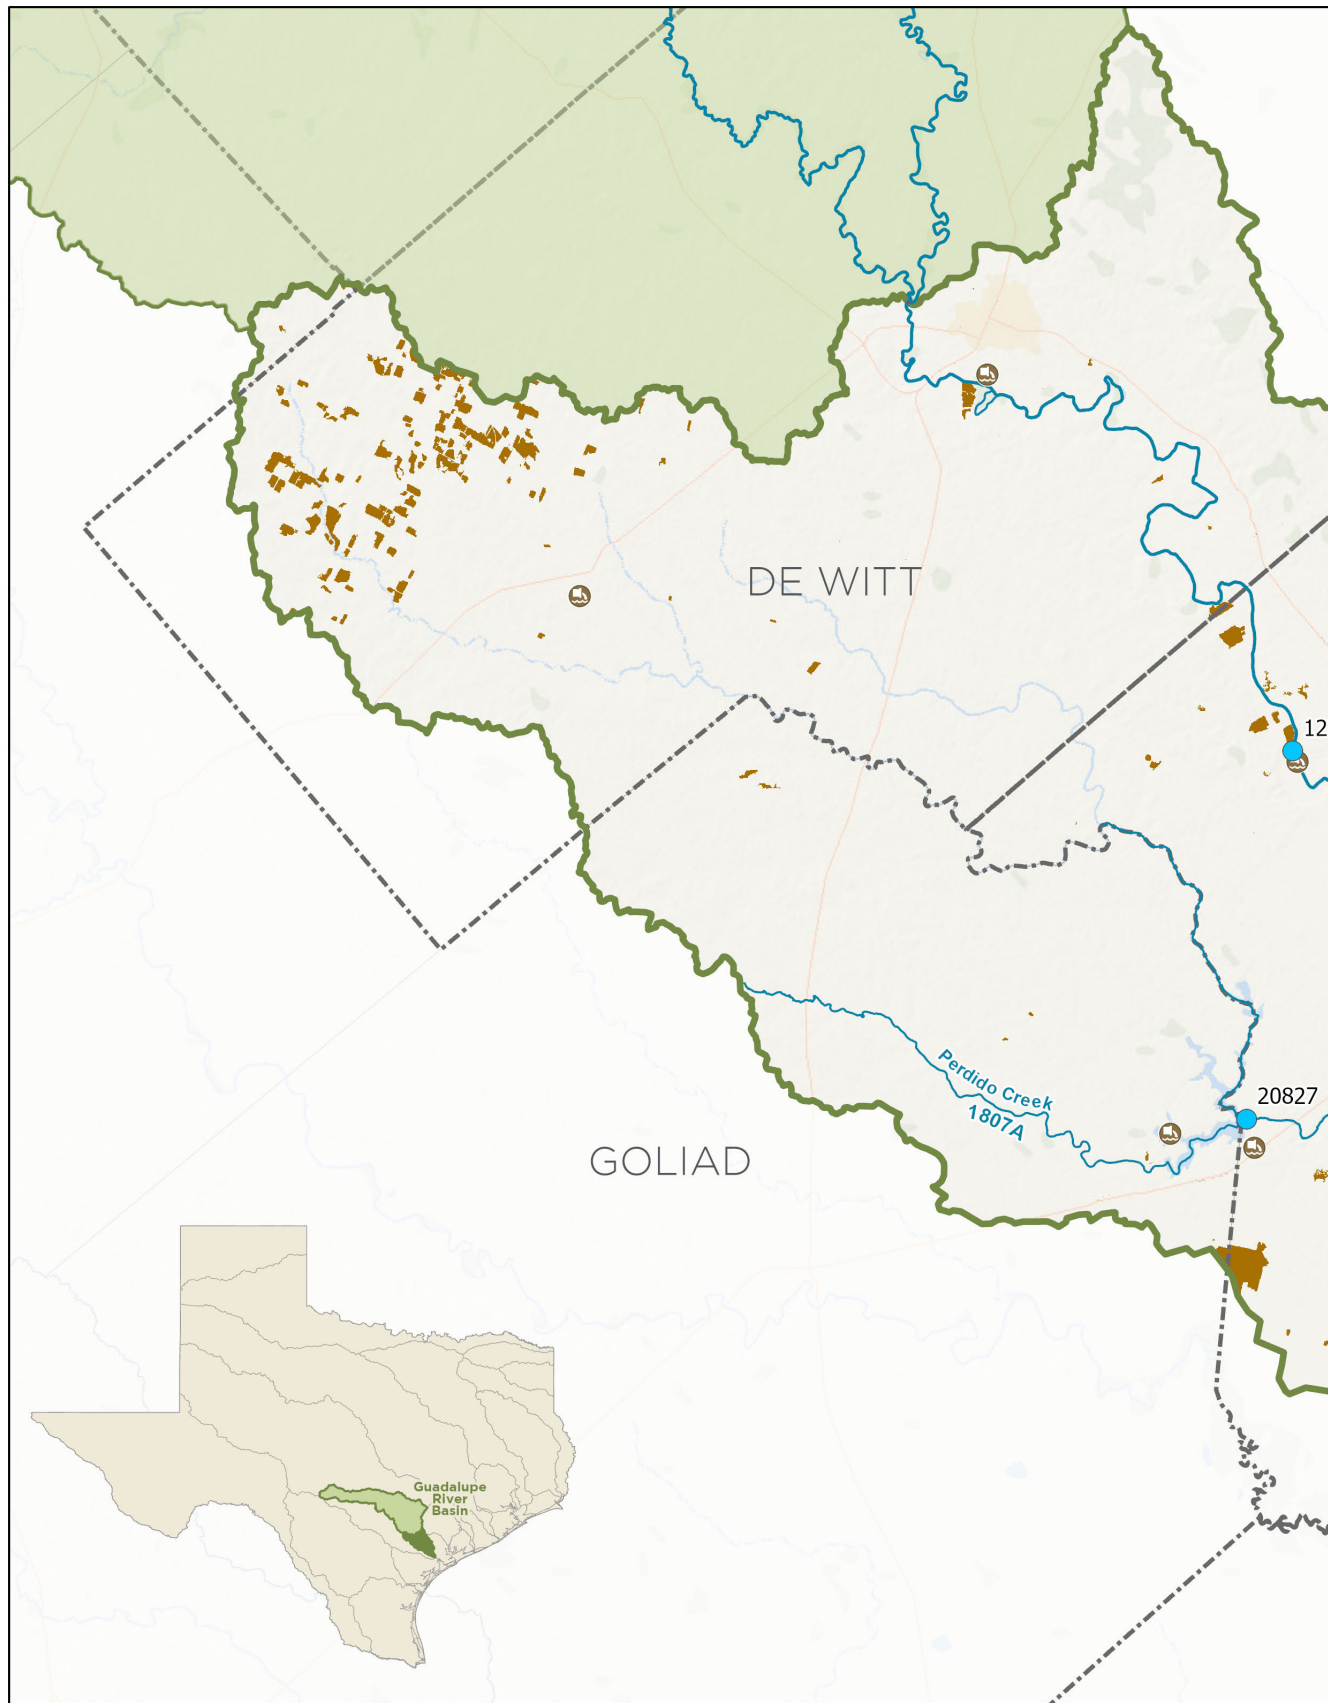 DE WITT
12
Perdido Creek
1807A
20827
GOLIAD
Guadalupe
River
Basin